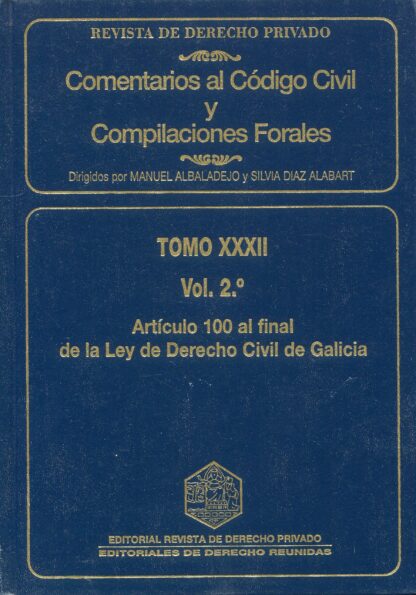 REVISTA DE DERECHO PRIVADO
Comentarios al Código Civil
y
Compilaciones Forales
Dirigidos por MANUEL ALBALADEJO y SILVIA DIAZ ALABART
TOMO XXXII
Vol. 2.º
Artículo 100 al final
de la Ley de Derecho Civil de Galicia
EDITORIAL REVISTA DE DERECHO PRIVADO
EDITORIALES DE DERECHO REUNIDAS